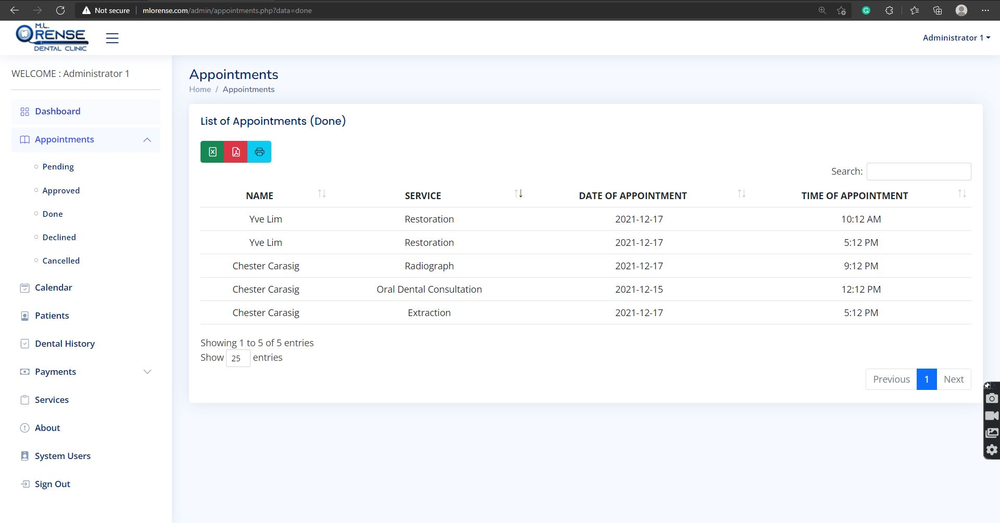 Not secure mlorense.com/admin/appointments.php?data=done
M.L.
ORENSE
DENTAL CLINIC
Administrator 1
WELCOME : Administrator 1
Dashboard
Appointments
Pending
Approved
Done
Declined
Cancelled
Calendar
Patients
Dental History
Payments
Services
About
System Users
Sign Out
Appointments
Home / Appointments
List of Appointments (Done)
Search:
NAME SERVICE DATE OF APPOINTMENT TIME OF APPOINTMENT
Yve Lim Restoration 2021-12-17 10:12 AM
Yve Lim Restoration 2021-12-17 5:12 PM
Chester Carasig Radiograph 2021-12-17 9:12 PM
Chester Carasig Oral Dental Consultation 2021-12-15 12:12 PM
Chester Carasig Extraction 2021-12-17 5:12 PM
Showing 1 to 5 of 5 entries
Show 25 entries
Previous 1 Next